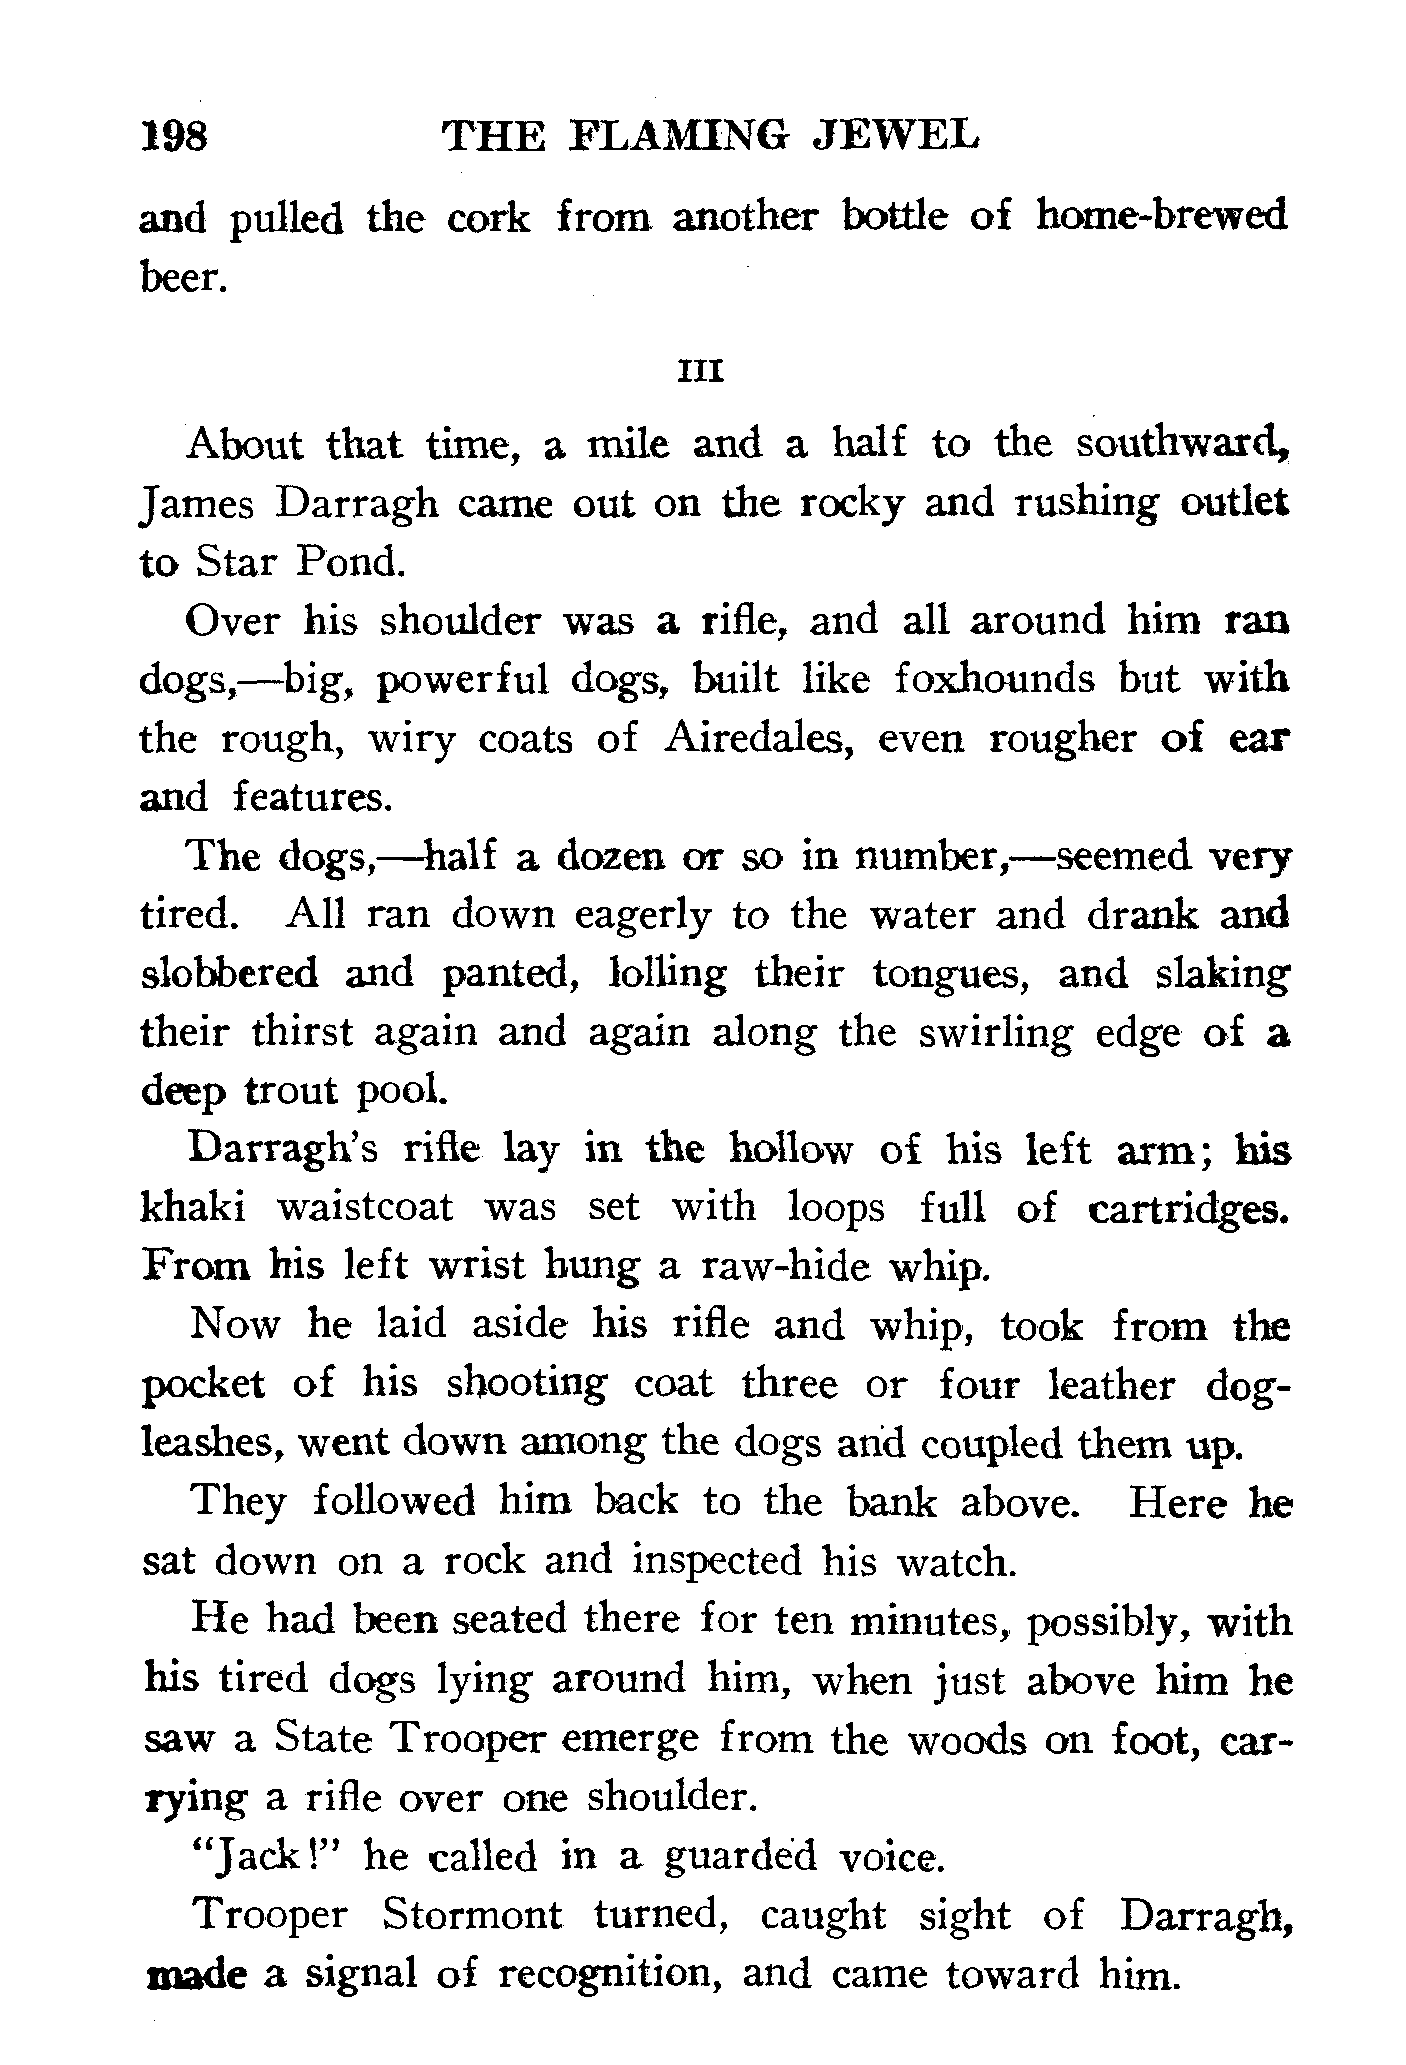 198 THE FLAMING JEWEL
and pulled the cork from another bottle of home-brewed
beer.
III
About that time, a mile and a half to the southward,
James Darragh came out on the rocky and rushing outlet
to Star Pond.
Over his shoulder was a rifle, and all around him ran
dogs,—big, powerful dogs, built like foxhounds but with
the rough, wiry coats of Airedales, even rougher of ear
and features.
The dogs,—half a dozen or so in number,—seemed very
tired. All ran down eagerly to the water and drank and
slobbered and panted, lolling their tongues, and slaking
their thirst again and again along the swirling edge of a
deep trout pool.
Darragh's rifle lay in the hollow of his left arm; his
khaki waistcoat was set with loops full of cartridges.
From his left wrist hung a raw-hide whip.
Now he laid aside his rifle and whip, took from the
pocket of his shooting coat three or four leather dog-
leashes, went down among the dogs and coupled them up.
They followed him back to the bank above. Here he
sat down on a rock and inspected his watch.
He had been seated there for ten minutes, possibly, with
his tired dogs lying around him, when just above him he
saw a State Trooper emerge from the woods on foot, car-
rying a rifle over one shoulder.
"Jack!" he called in a guarded voice.
Trooper Stormont turned, caught sight of Darragh,
made a signal of recognition, and came toward him.